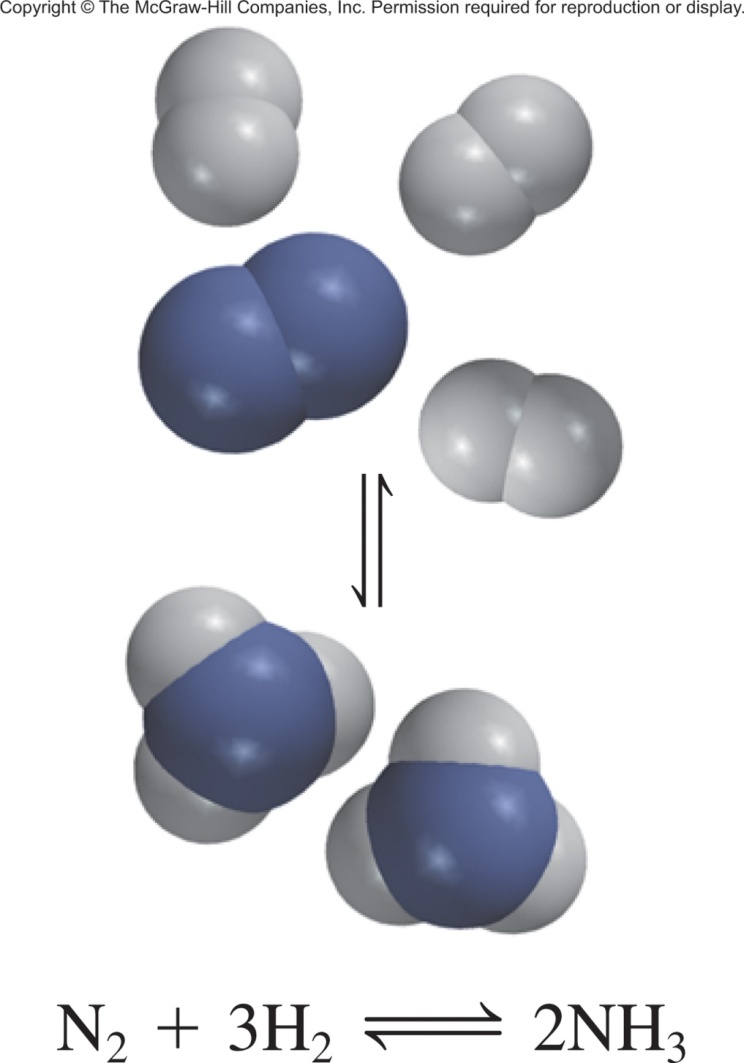 Copyright © The McGraw-Hill Companies, Inc. Permission required for reproduction or display.
N₂ + 3H₂ ⇌ 2NH₃